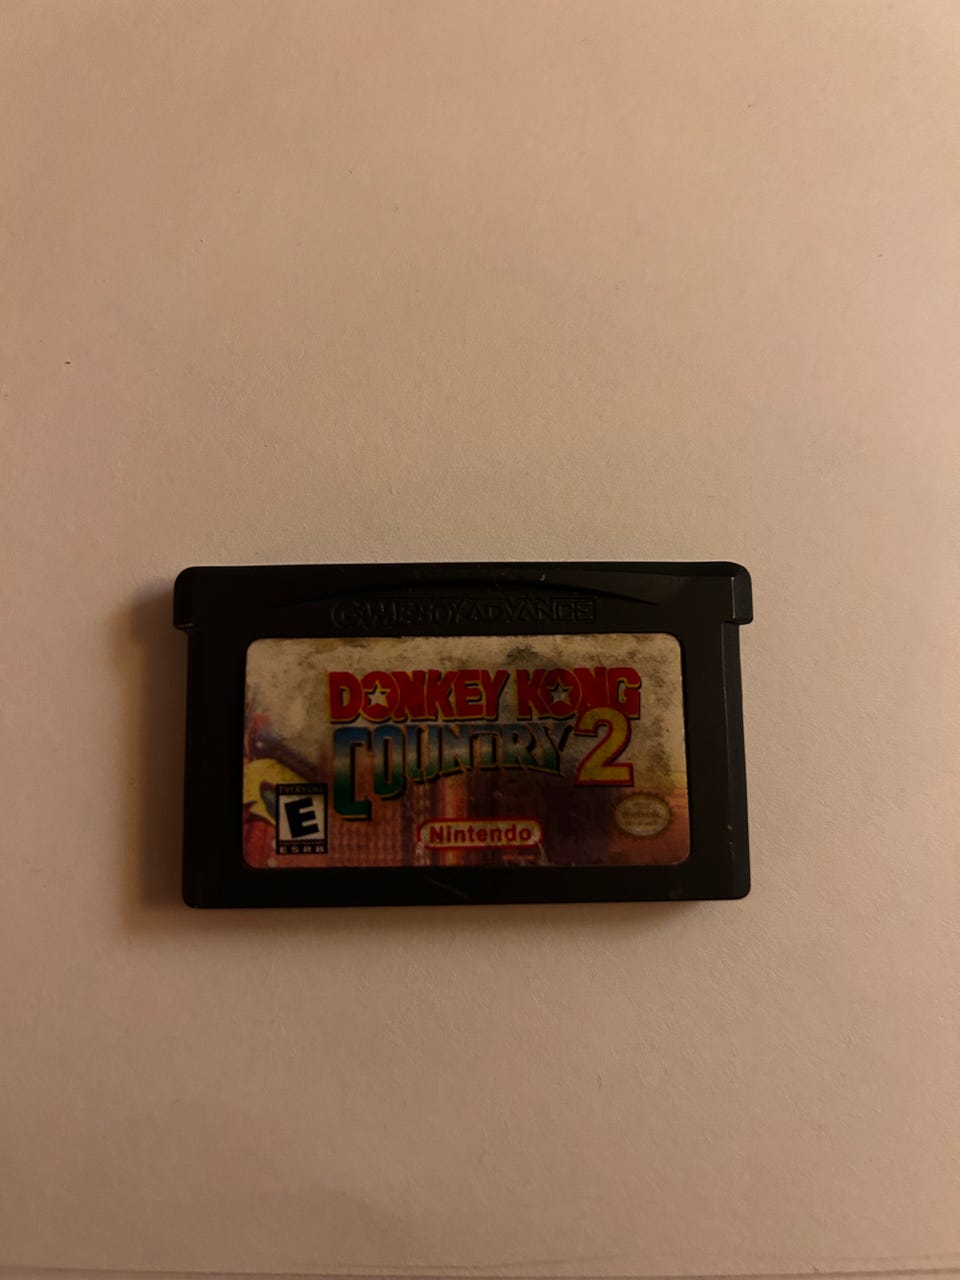 GAME BOY ADVANCE
DONKEY KONG
COUNTRY 2
EVERYONE
E
ESRB
Nintendo